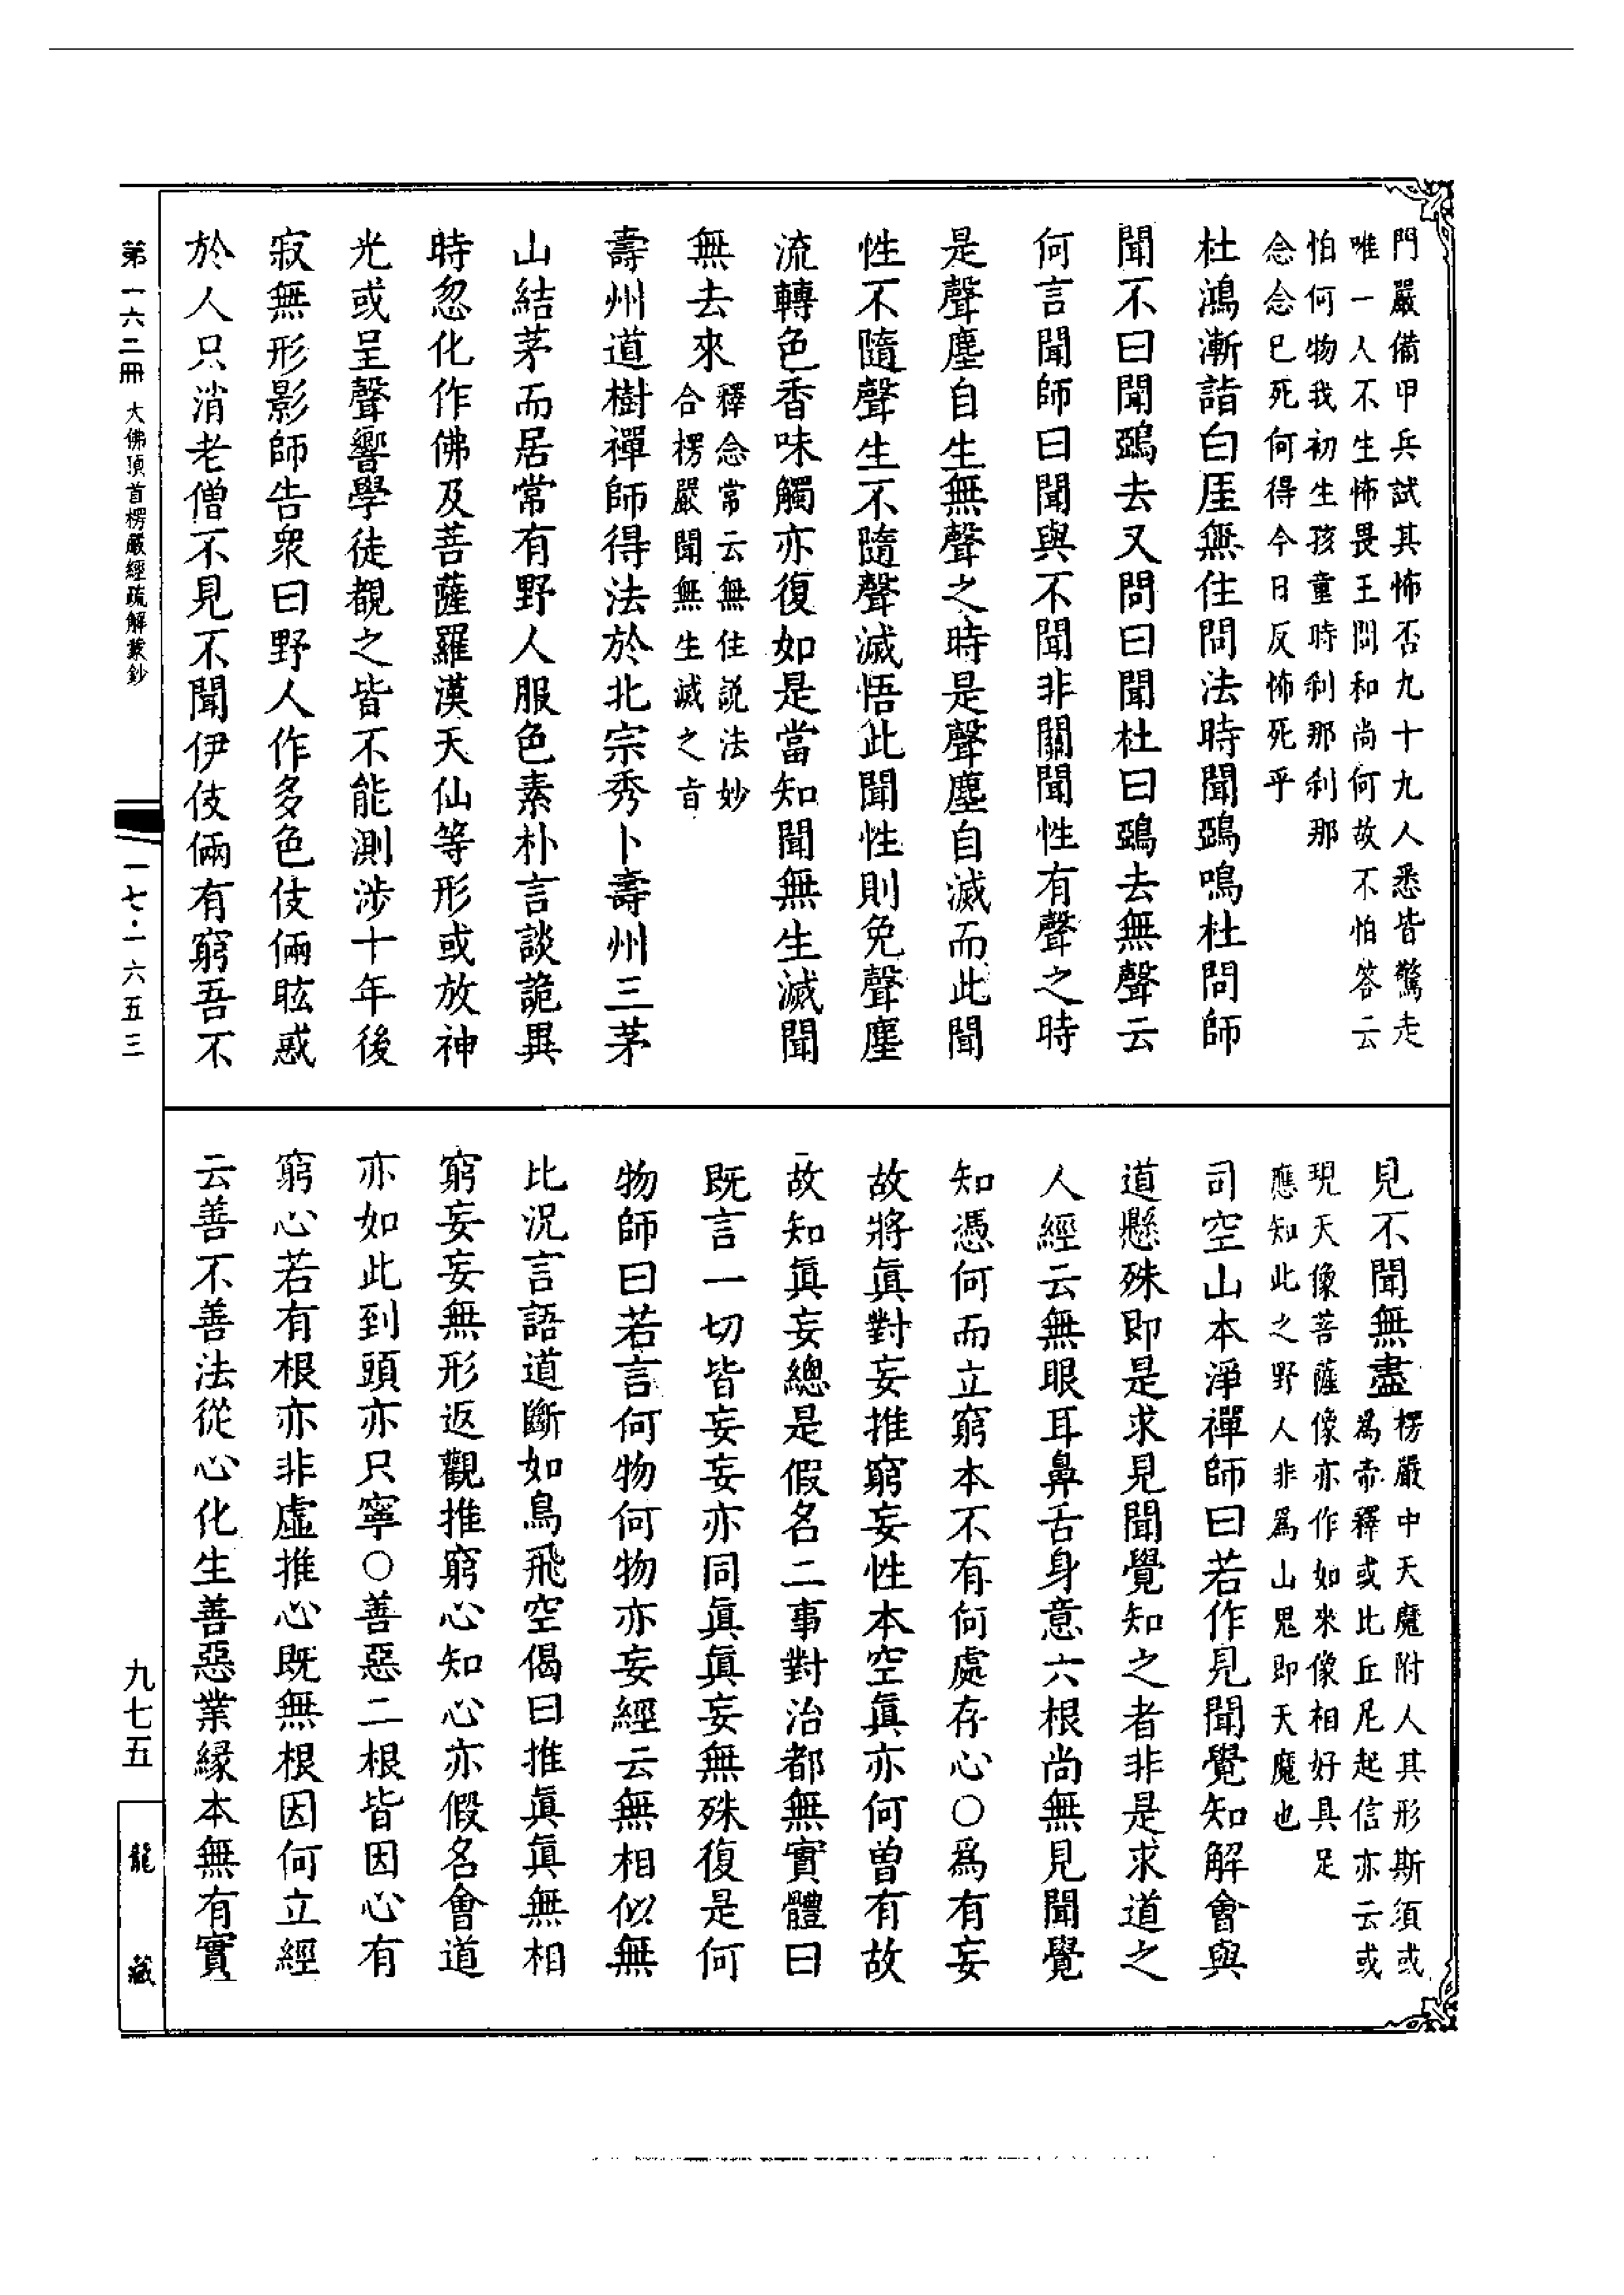 門嚴備甲兵試其怖否九十九人悉皆驚走
唯一人不生怖畏王問和尚何故不怕答云
怕何物我初生孩童時刹那刹那
念念已死何得今日反怖死乎
杜鴻漸詣白厓無住問法時聞鵶鳴杜問師
聞不曰聞鵶去又問曰聞杜曰鵶去無聲云
何言聞師曰聞與不聞非關聞性有聲之時
是聲塵自生無聲之時是聲塵自滅而此聞
性不隨聲生不隨聲滅悟此聞性則免聲塵
流轉色香味觸亦復如是當知聞無生滅聞
無去來釋念常云無住說法妙
合楞嚴聞無生滅之旨
壽州道樹禪師得法於北宗秀卜壽州三茅
山結茅而居常有野人服色素朴言談詭異
時忽化作佛及菩薩羅漢天仙等形或放神
光或呈聲響學徒覩之皆不能測涉十年後
寂無形影師告衆曰野人作多色伎倆眩惑
於人只消老僧不見不聞伊伎倆有窮吾不
見不聞無盡楞嚴中天魔附人其形斯須或
爲帝釋或比丘尼起信亦云或
現天像菩薩像亦作如來像相好具足
應知此之野人非爲山鬼即天魔也
司空山本淨禪師曰若作見聞覺知解會與
道懸殊即是求見聞覺知之者非是求道之
人經云無眼耳鼻舌身意六根尚無見聞覺
知憑何而立窮本不有何處存心○爲有妄
故將眞對妄推窮妄性本空眞亦何曾有故
故知眞妄總是假名二事對治都無實體曰
既言一切皆妄妄亦同眞眞妄無殊復是何
物師曰若言何物何物亦妄經云無相似無
比況言語道斷如鳥飛空偈曰推眞眞無相
窮妄妄無形返觀推窮心知心亦假名會道
亦如此到頭亦只寧○善惡二根皆因心有
窮心若有根亦非虛推心既無根因何立經
云善不善法從心化生善惡業緣本無有實
第一六二冊 大佛頂首楞嚴經疏解蒙鈔
一七·一六五三
九七五
龍藏